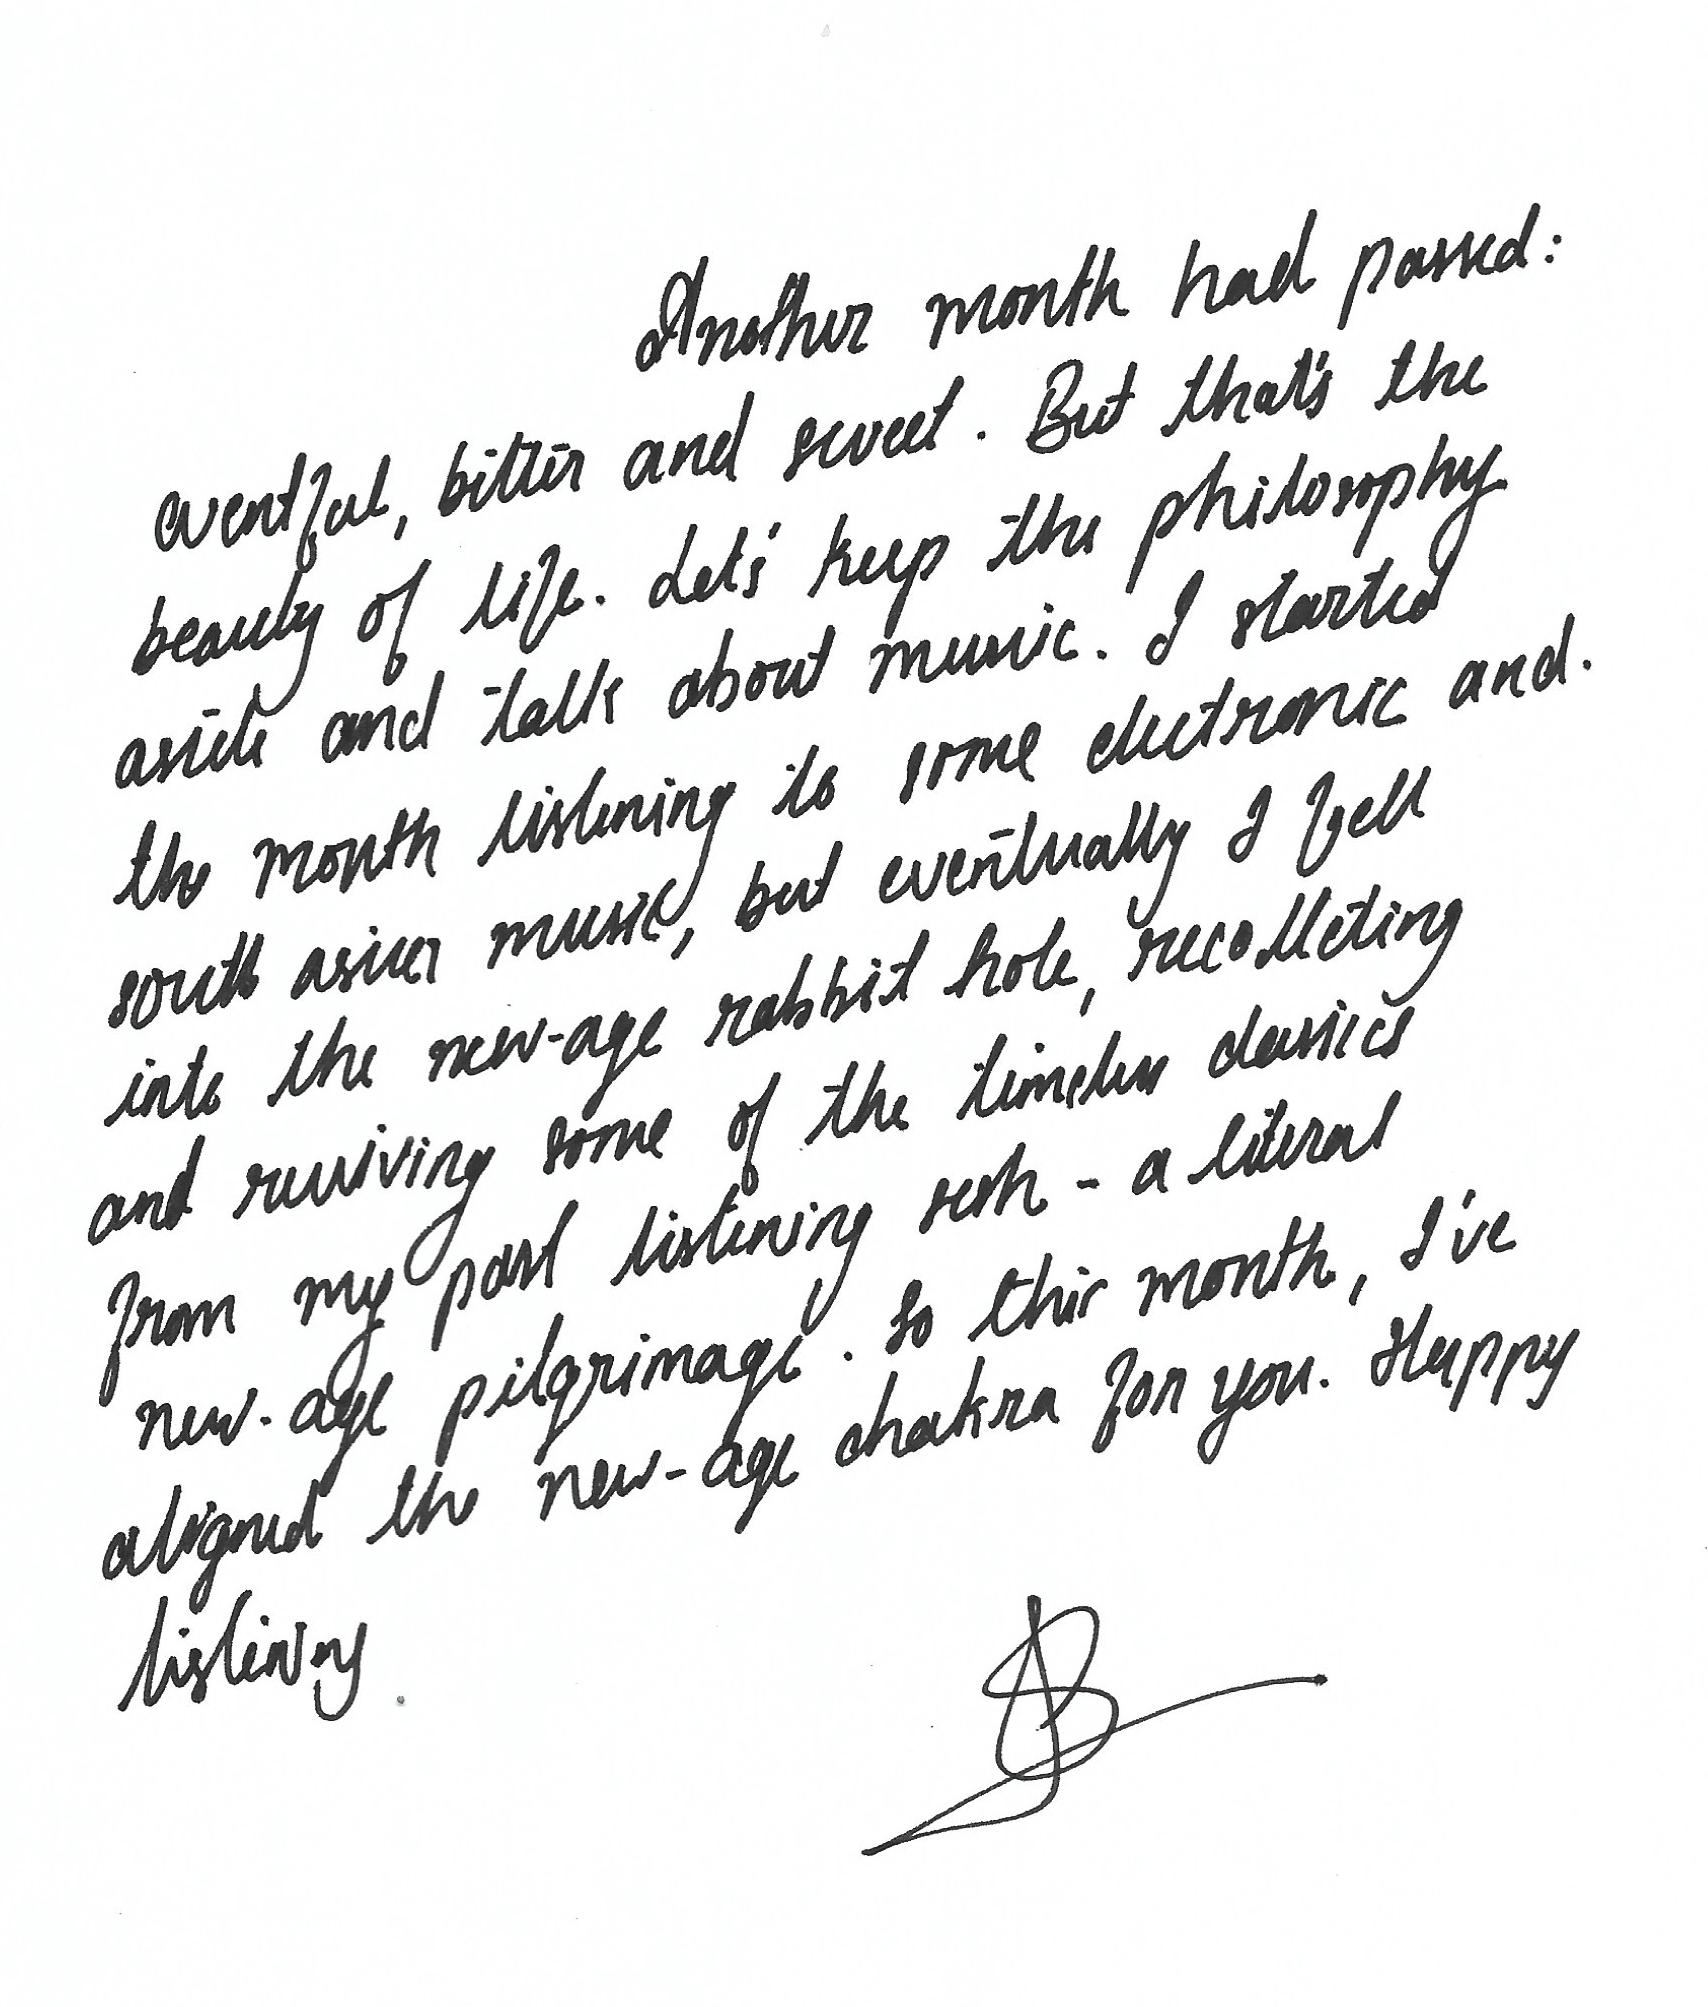 Another month had passed:
eventful, bitter and sweet. But that's the
beauty of life. Let's keep the philosophy
aside and talk about music. I started
the month listening to some electronic and.
south asian music, but eventually I fell
into the new-age rabbit hole, recollecting
and reviving some of the timeless classics
from my past listening sesh - a literal
new-age pilgrimage. So this month, I've
aligned the new-age chakra for you. Happy
listening.